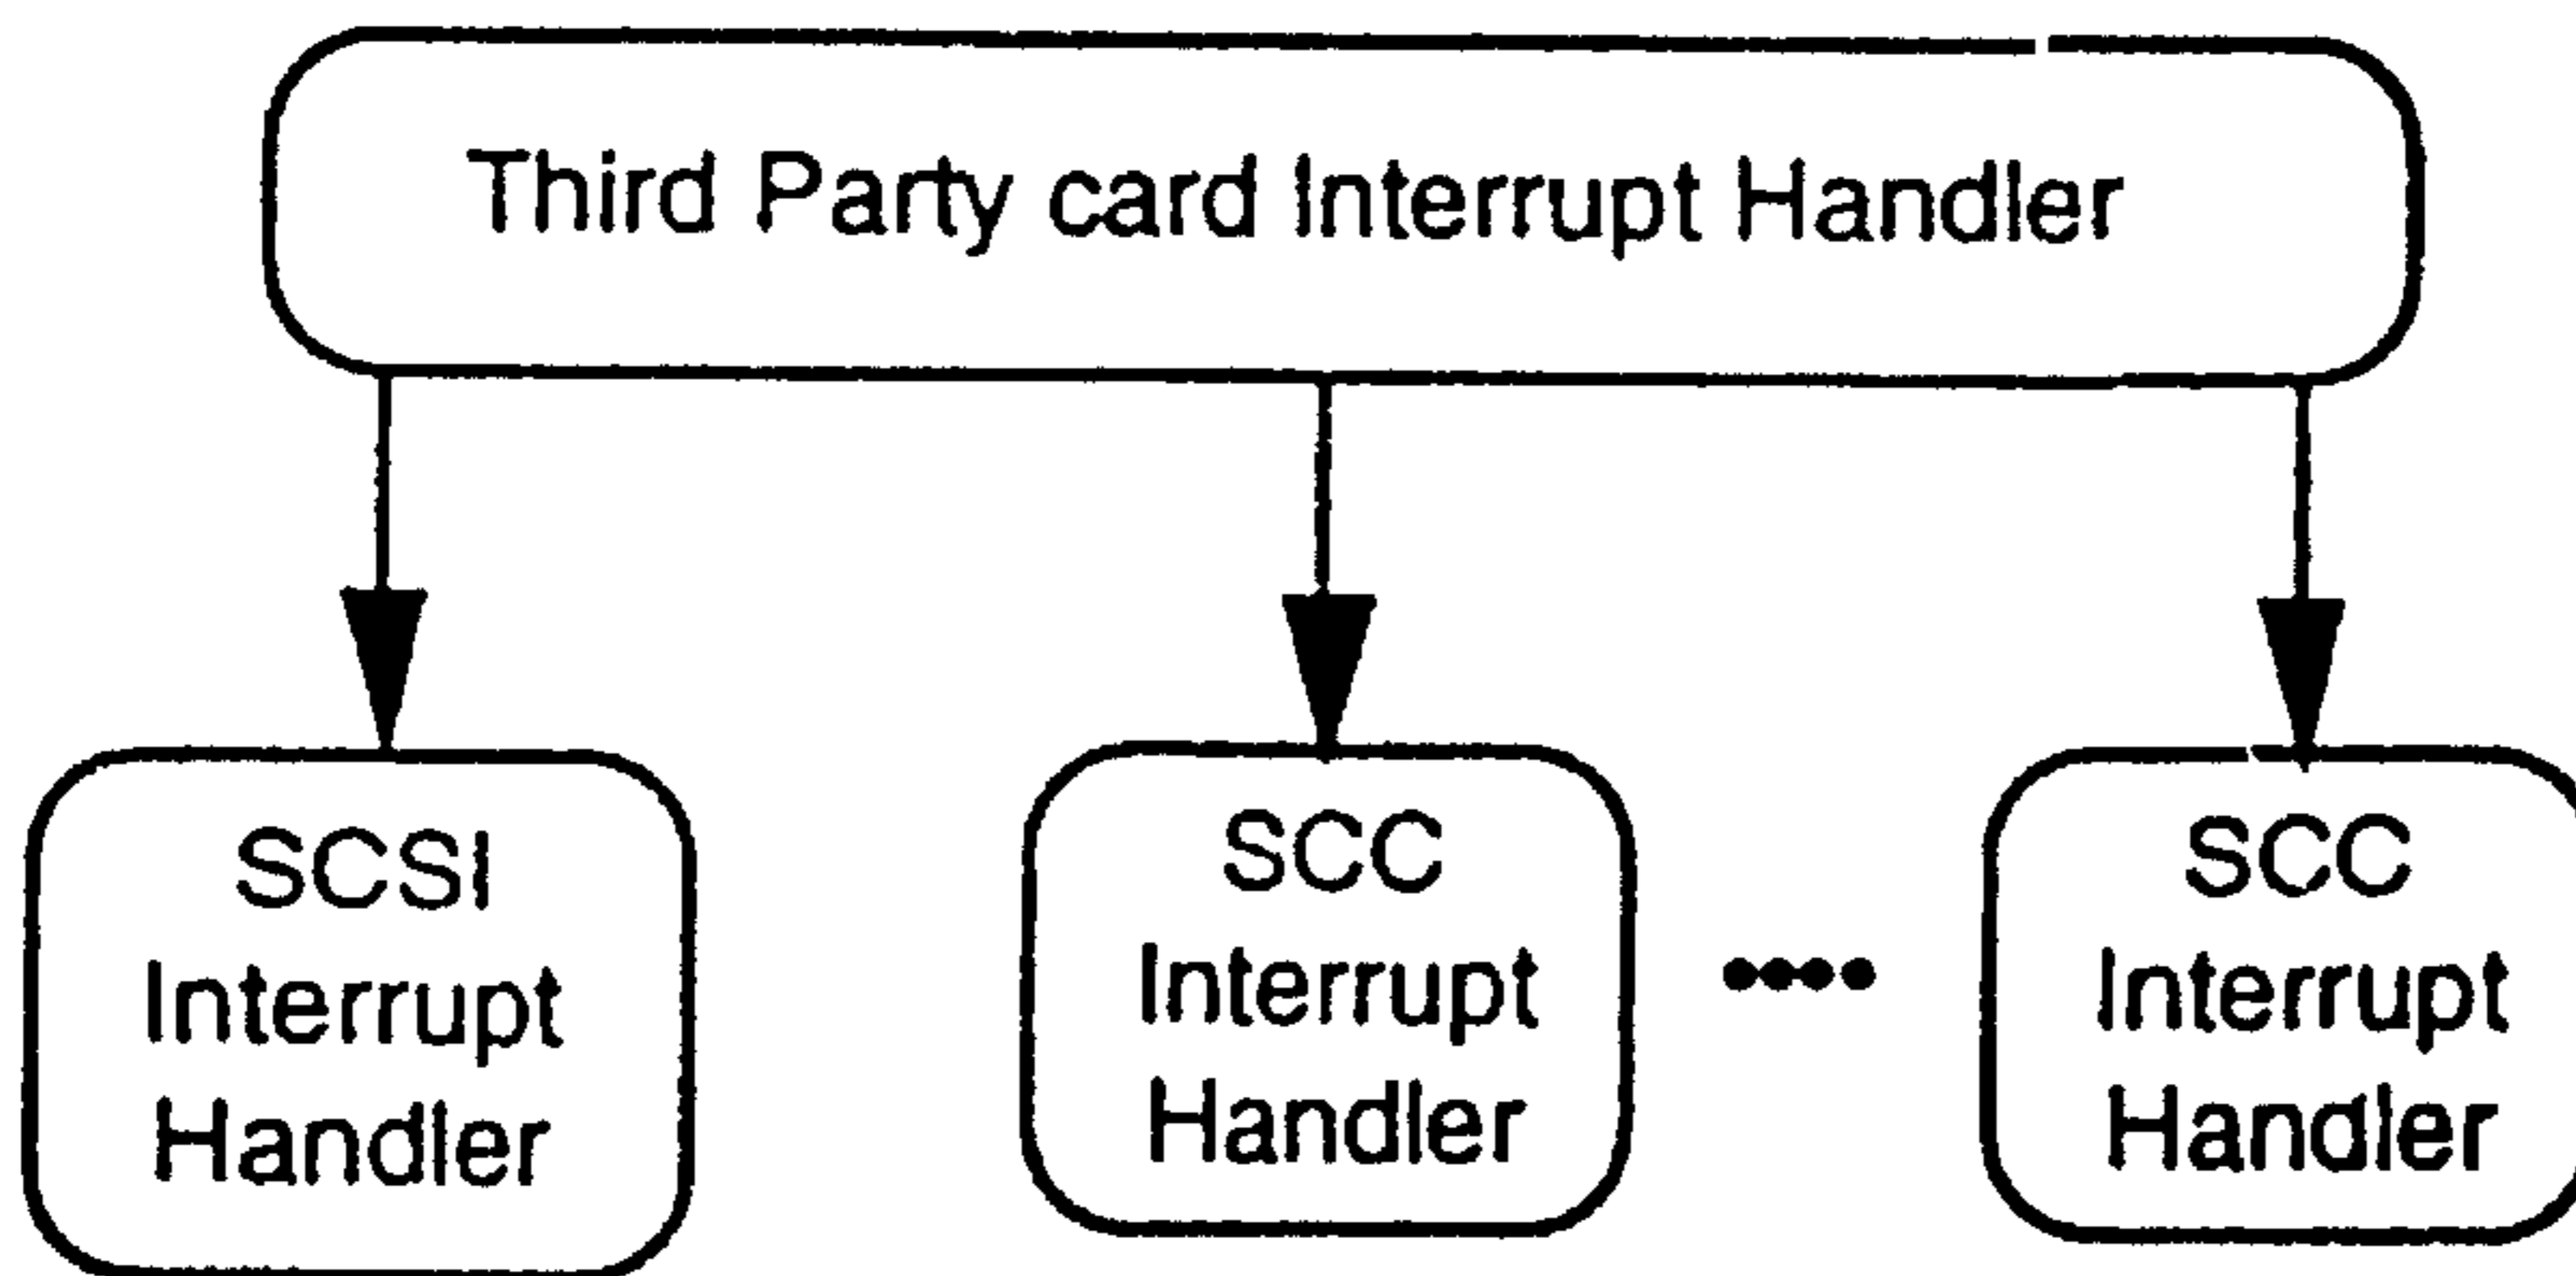 Third Party card Interrupt Handler
SCSI
Interrupt
Handler
SCC
Interrupt
Handler
SCC
Interrupt
Handler